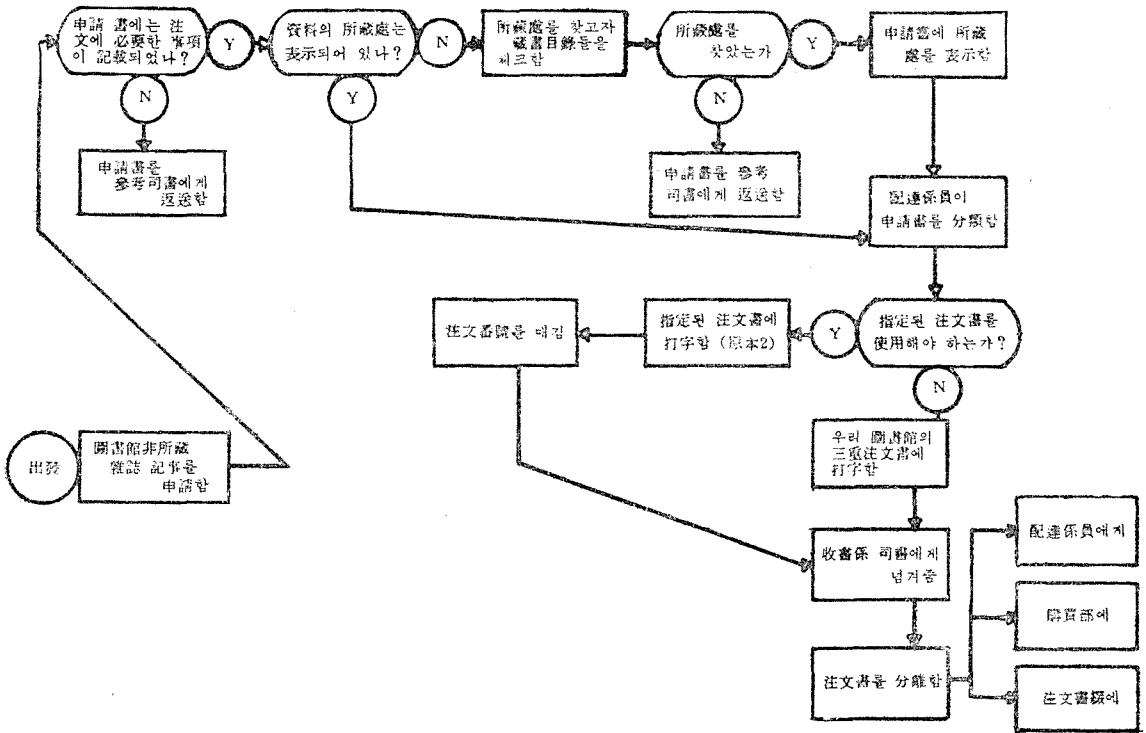 申請書에는 注
文에 必要한 事項
이 記載되었나?
Y
資料의 所藏處는
表示되어 있나?
N
所藏處를 찾고자
藏書目錄들을
체크함
所藏處를
찾았는가
Y
申請書에 所藏
處를 表示함
N
Y
N
申請書를
參考司書에게
返送함
申請書를 參考
司書에게 返送함
配達係員이
申請書를 分類함
注文番號를 매김
指定된 注文書에
打字함 (原本2)
Y
指定된 注文書를
使用해야 하는가?
N
出發
圖書館非所藏
雜誌 記事를
申請함
우리 圖書館의
三重注文書에
打字함
收書係 司書에게
넘겨줌
配達係員에게
購買部에
注文書를 分離함
注文書綴에